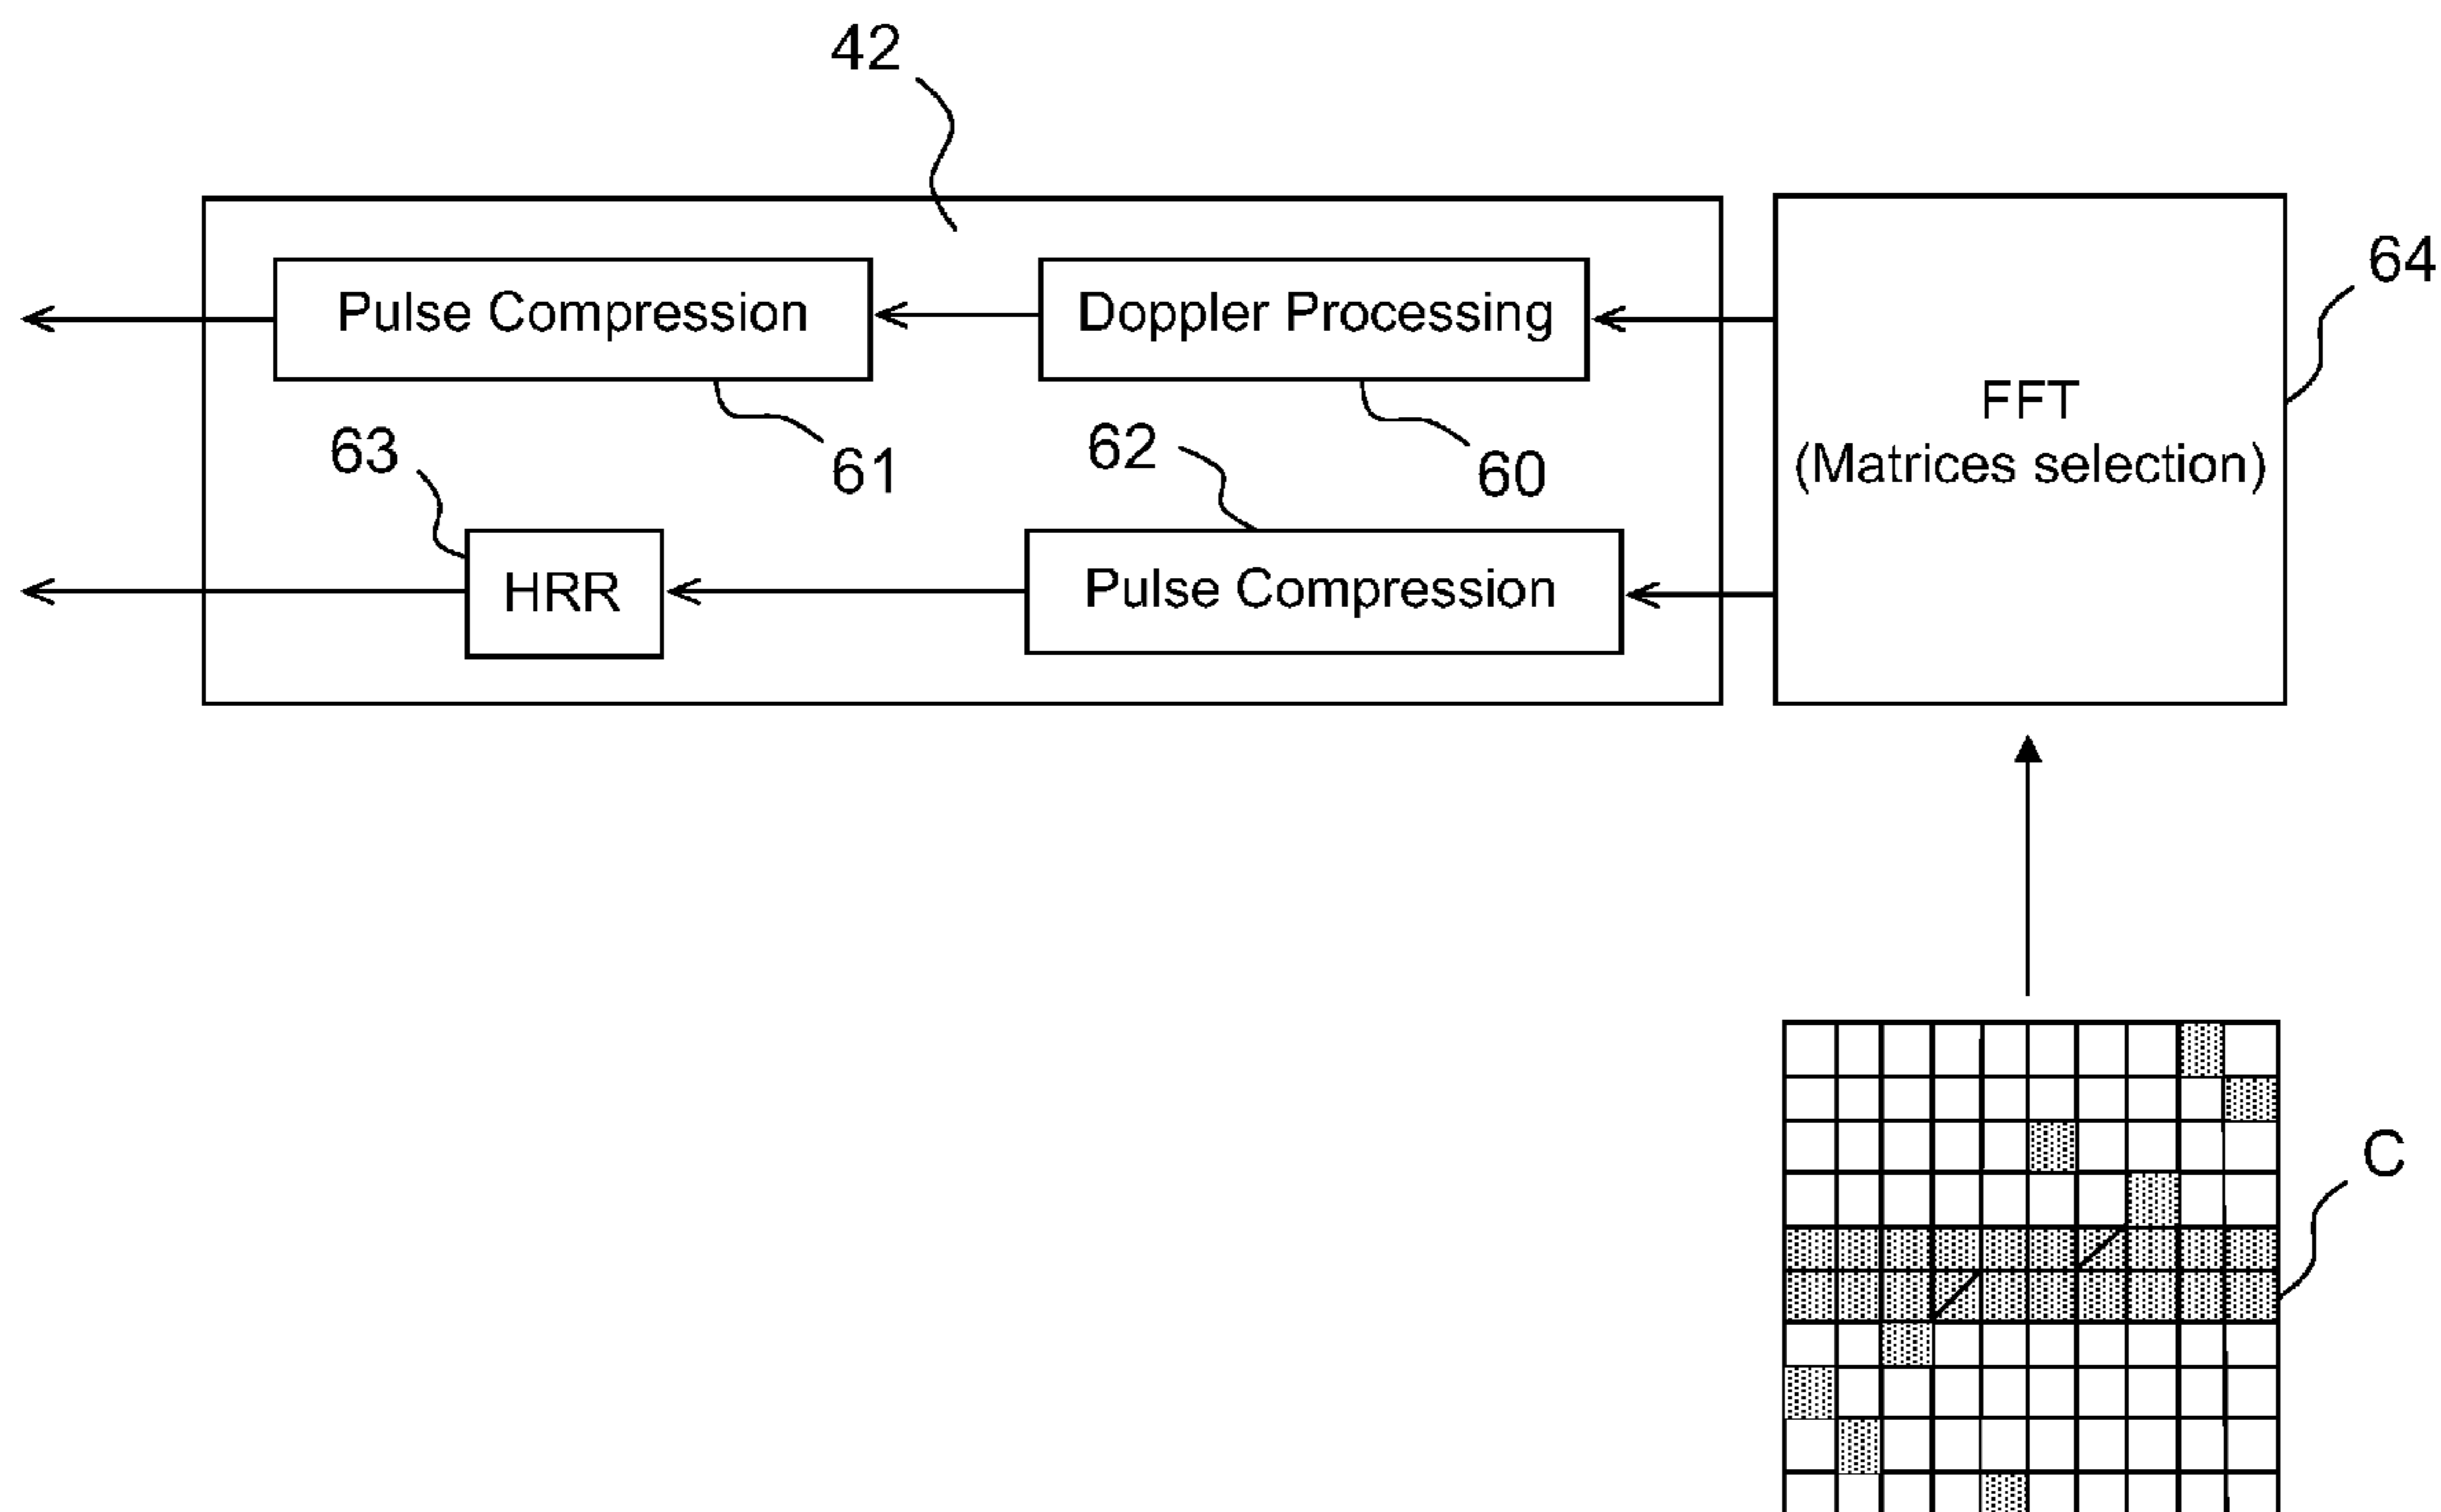 42
64
Pulse Compression
Doppler Processing
FFT
(Matrices selection)
63
61
62
60
HRR
Pulse Compression
C